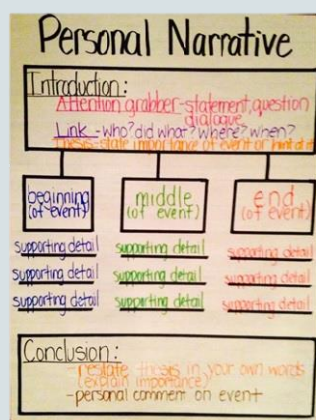 Personal Narrative
Introduction:
Attention grabber-statement, question
dialogue
Link-who? did what? where? when?
Thesis-state importance of event or hint at it
beginning middle end
(of event) (of event) (of event)
supporting detail supporting detail supporting detail
supporting detail supporting detail supporting detail
supporting detail supporting detail supporting detail
Conclusion:
-restate thesis in your own words
(explain importance)
-personal comment on event